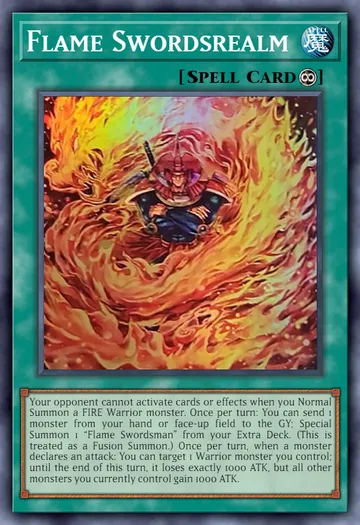 Flame Swordsrealm
魔
[Spell Card∞]
Your opponent cannot activate cards or effects when you Normal
Summon a FIRE Warrior monster. Once per turn: You can send 1
monster from your hand or face-up field to the GY; Special
Summon 1 "Flame Swordsman" from your Extra Deck. (This is
treated as a Fusion Summon.) Once per turn, when a monster
declares an attack: You can target 1 Warrior monster you control;
until the end of this turn, it loses exactly 1000 ATK, but all other
monsters you currently control gain 1000 ATK.